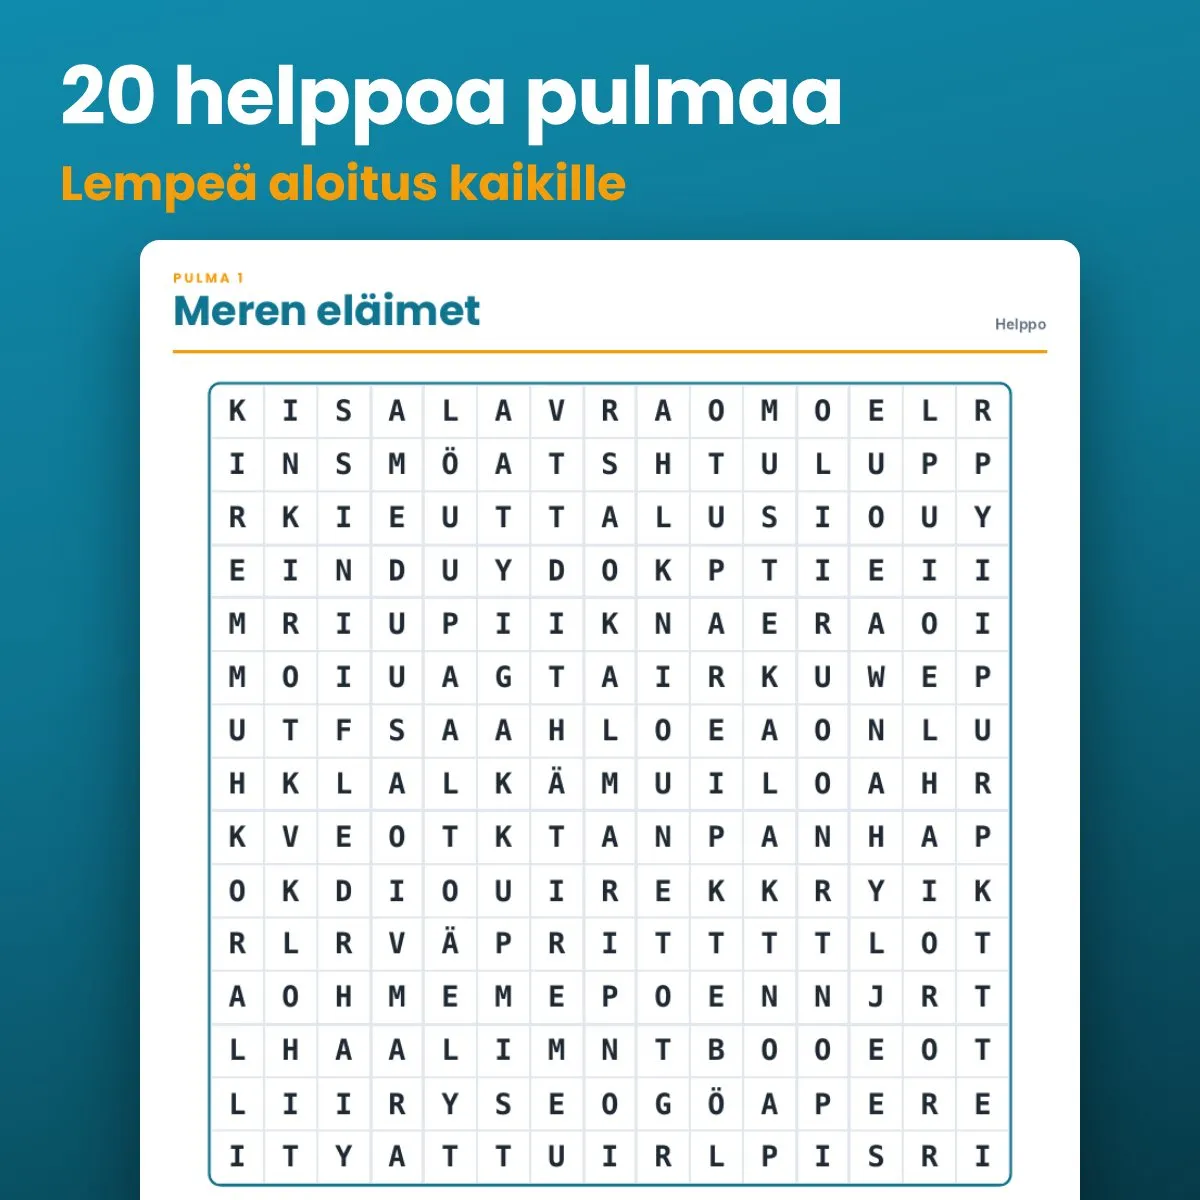 20 helppoa pulmaa
Lempeä aloitus kaikille
PULMA 1
Meren eläimet
Helppo
K I S A L A V R A O M O E L R
I N S M Ö A T S H T U L U P P
R K I E U T T A L U S I O U Y
E I N D U Y D O K P T I E I I
M R I U P I I K N A E R A O I
M O I U A G T A I R K U W E P
U T F S A A H L O E A O N L U
H K L A L K Ä M U I L O A H R
K V E O T K T A N P A N H A P
O K D I O U I R E K K R Y I K
R L R V Ä P R I T T T T L O T
A O H M E M E P O E N N J R T
L H A A L I M N T B O O E O T
L I I R Y S E O G Ö A P E R E
I T Y A T T U I R L P I S R I